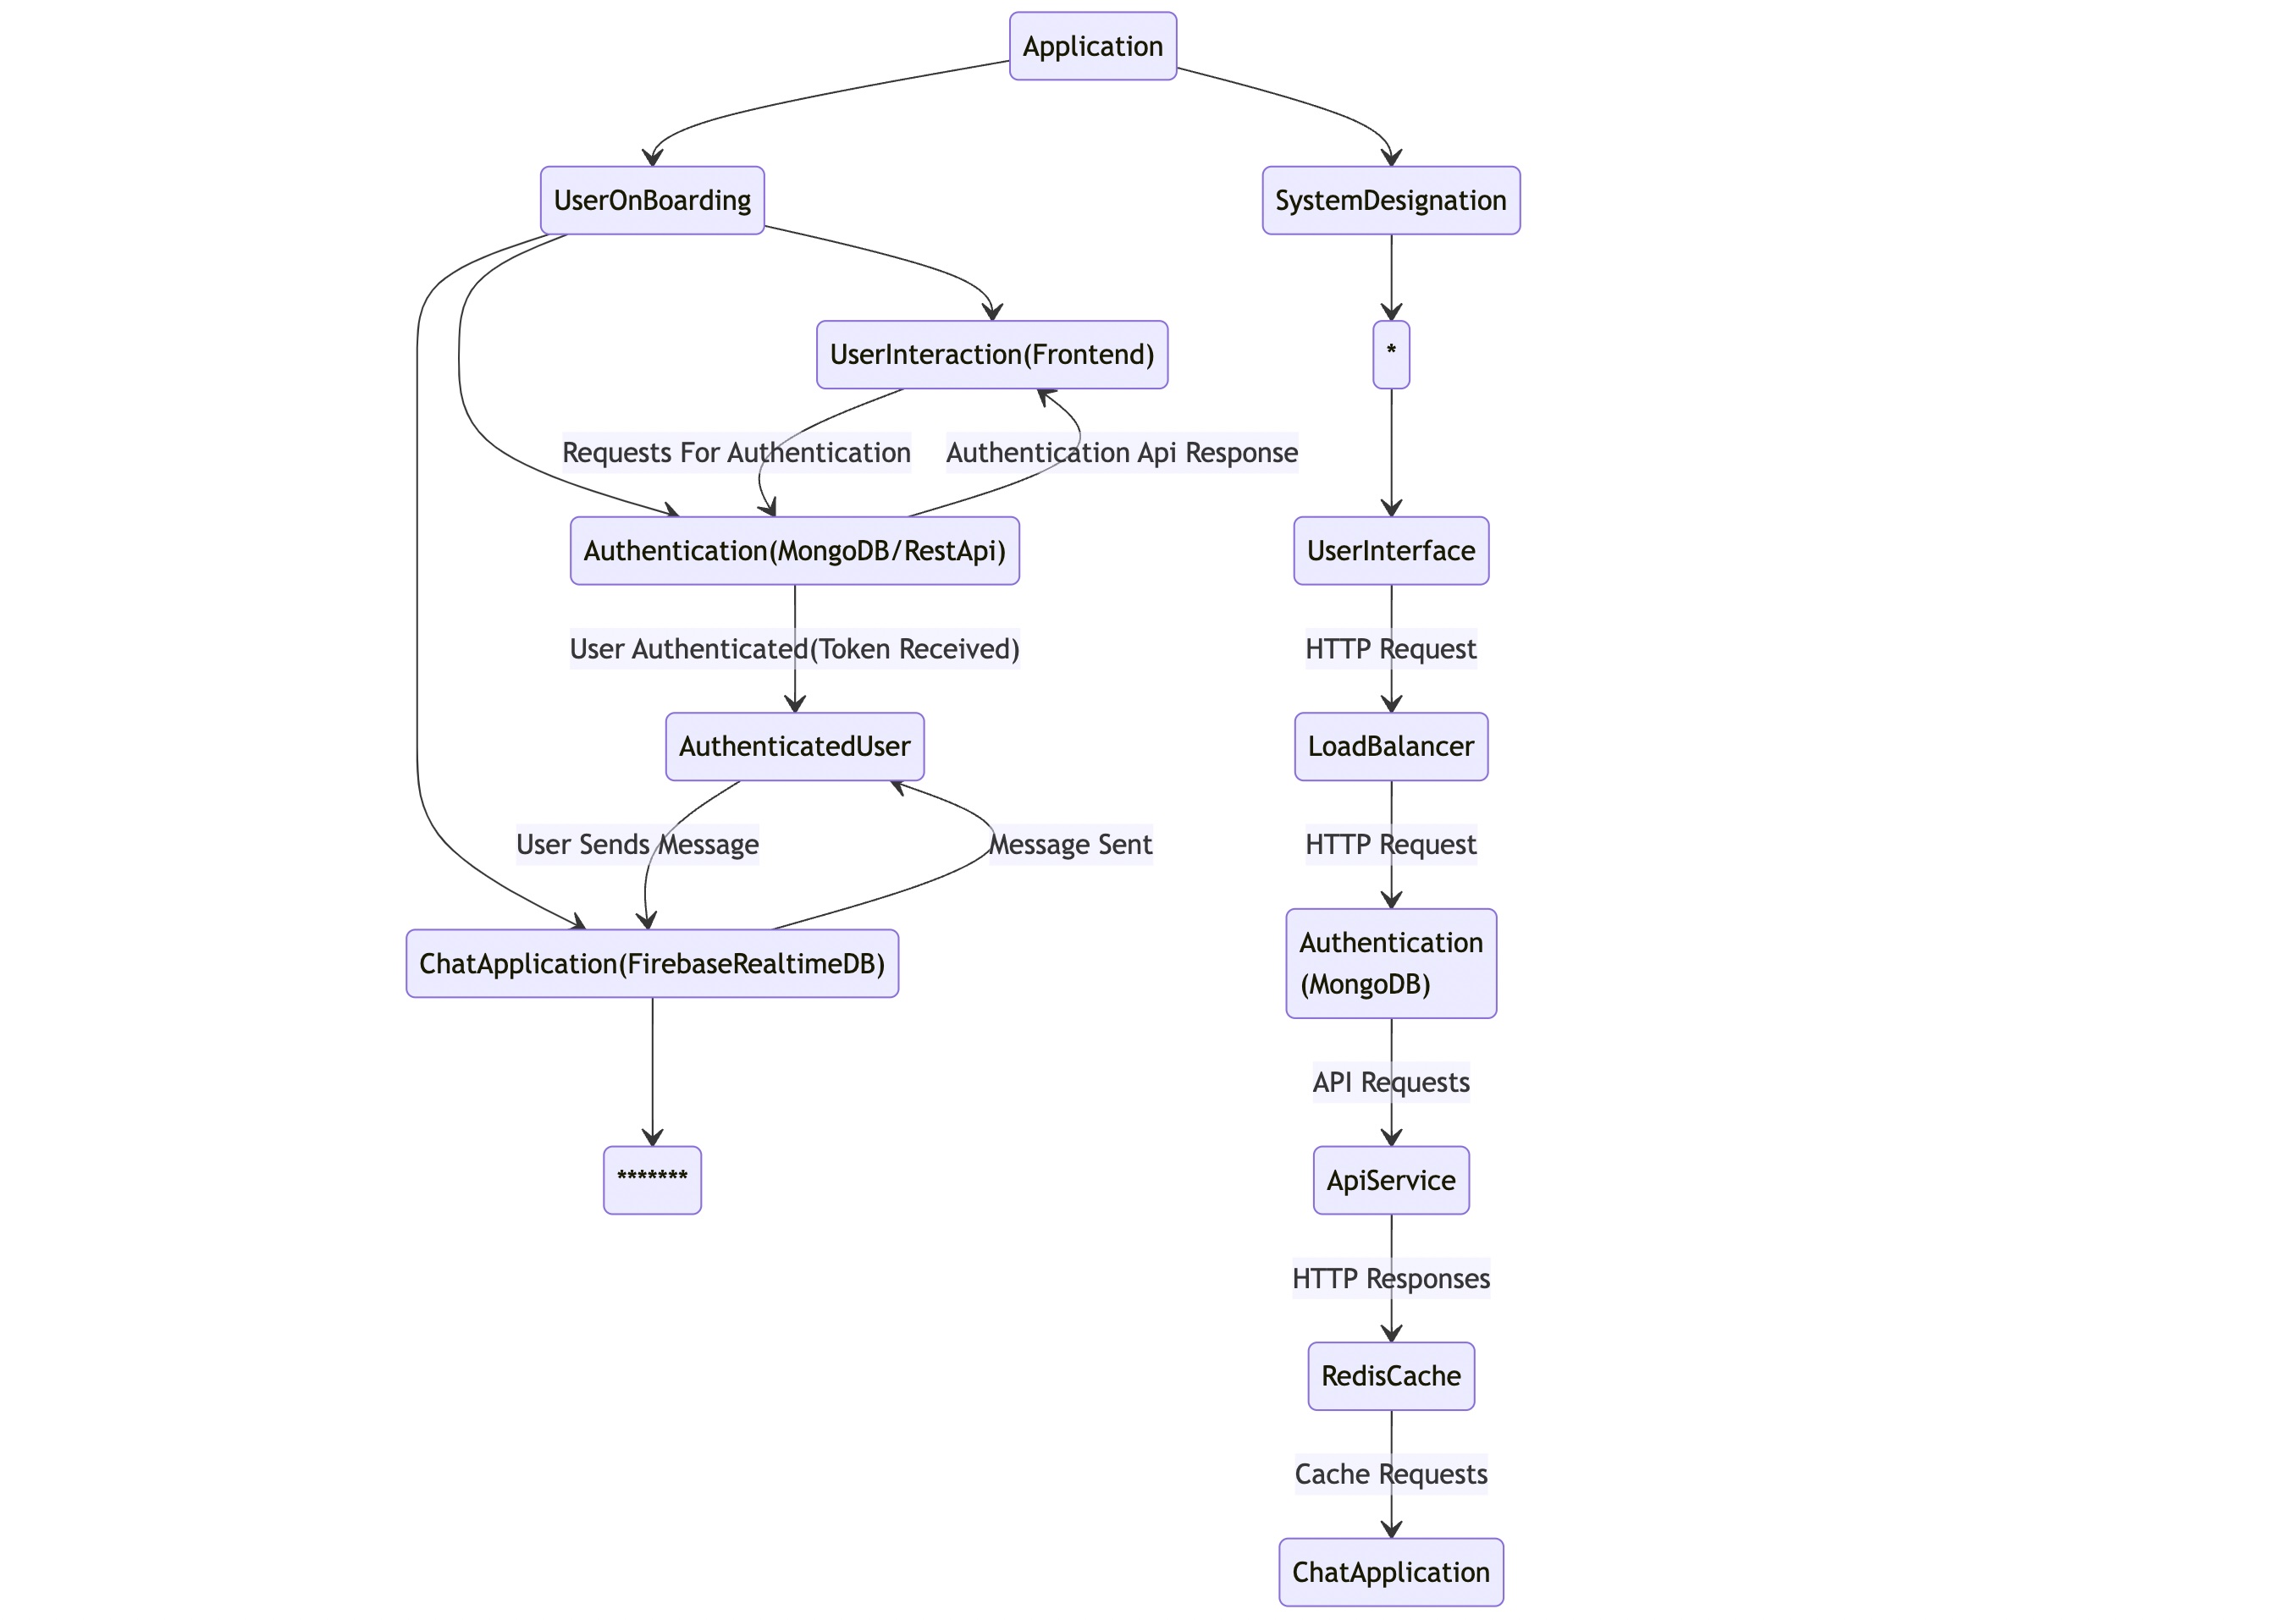 Application
UserOnBoarding
SystemDesignation
UserInteraction(Frontend)
*
Requests For Authentication
Authentication Api Response
Authentication(MongoDB/RestApi)
UserInterface
User Authenticated(Token Received)
HTTP Request
AuthenticatedUser
LoadBalancer
User Sends Message
Message Sent
HTTP Request
ChatApplication(FirebaseRealtimeDB)
Authentication
(MongoDB)
API Requests
*******
ApiService
HTTP Responses
RedisCache
Cache Requests
ChatApplication